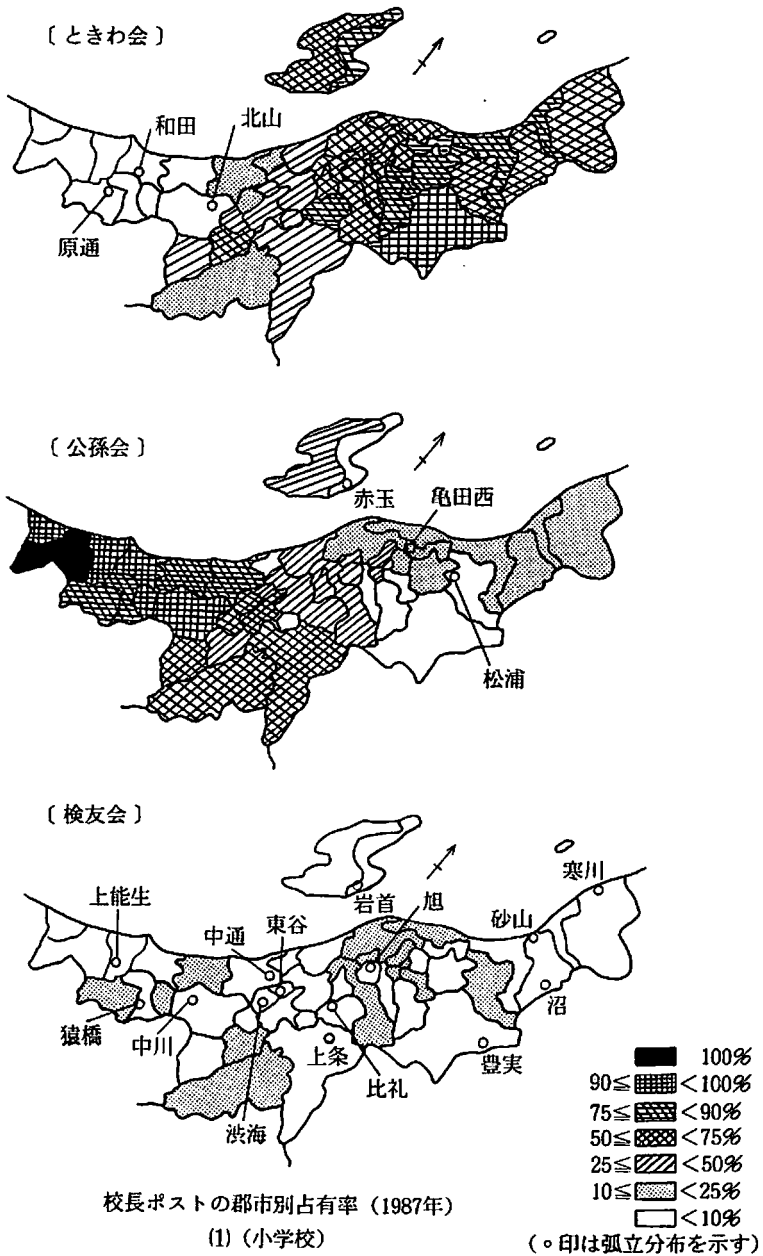 〔ときわ会〕
和田
北山
原通
〔公孫会〕
赤玉
亀田西
松浦
〔検友会〕
上能生
中通
東谷
岩首
旭
砂山
寒川
猿橋
中川
渋海
上条
比礼
豊実
沼
100%
90≦ <100%
75≦ <90%
50≦ <75%
25≦ <50%
10≦ <25%
<10%
校長ポストの郡市別占有率(1987年)
(1)(小学校)
(∘印は弧立分布を示す)